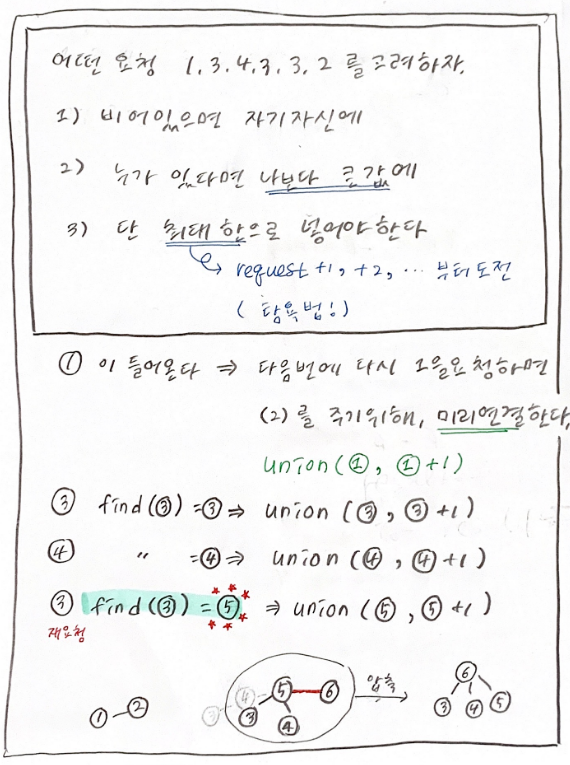 어떤 요청 1, 3, 4, 3, 3, 2 를 고려하자.
1) 비어있으면 자기자신에
2) 누가 있다면 나보다 큰값에
3) 단 최대 합으로 넣어야한다
request +1, +2, ... 부터 도전
(탐욕법!)
① 이 들어온다 ⇒ 다음번에 다시 1을요청하면
(2) 를 주기위해, 미리연결한다,
union(①, ①+1)
③ find(③) =③⇒ union (③, ③+1)
④ " =④⇒ union (④, ④+1)
③ find(③) = ⑤ ⇒ union (⑤, ⑤+1)
재요청
① ②
③ ④ ⑤ ⑥ ③ ④
압축
⑥ ③ ④ ⑤